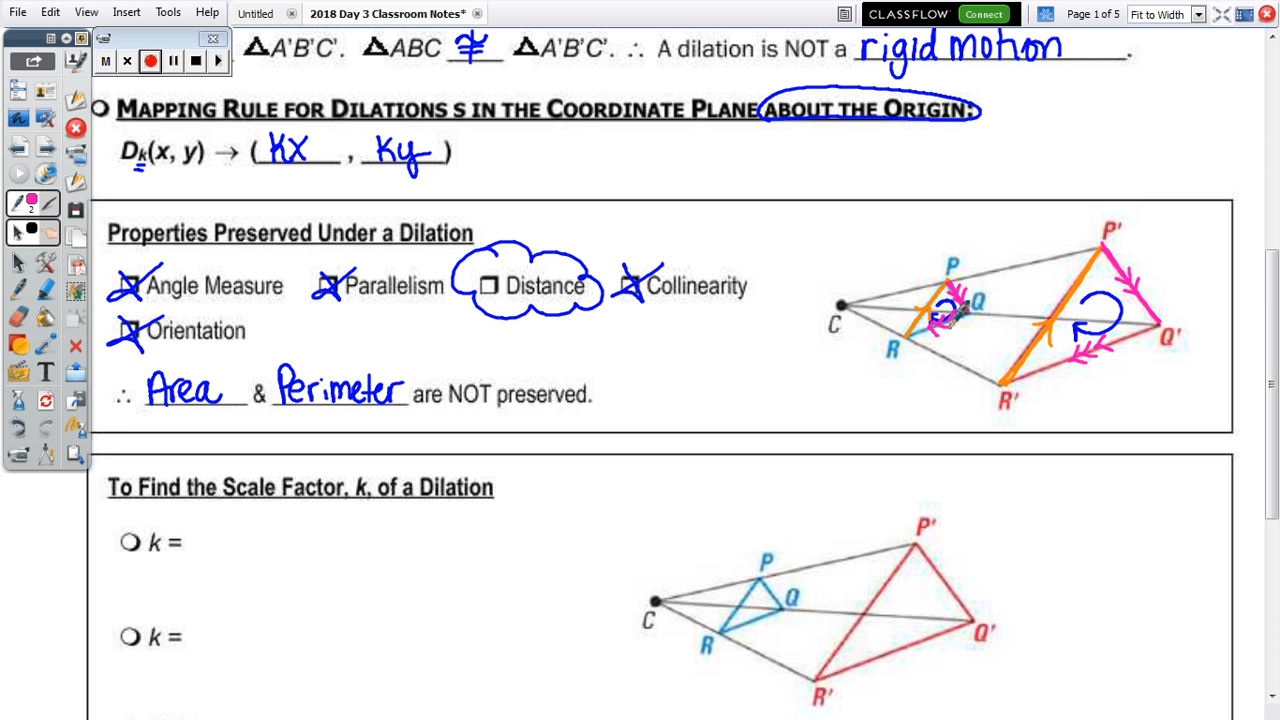 File Edit View Insert Tools Help Untitled 2018 Day 3 Classroom Notes* CLASSFLOW Connect Page 1 of 5 Fit to Width
M
2
T
△A'B'C'. △ABC ≇ △A'B'C'. ∴ A dilation is NOT a rigid motion.
MAPPING RULE FOR DILATIONS S IN THE COORDINATE PLANE ABOUT THE ORIGIN:
Dk(x, y) → (kx, ky)
Properties Preserved Under a Dilation
Angle Measure Parallelism Distance Collinearity
Orientation
∴ Area & Perimeter are NOT preserved.
P'
P
Q
C
Q'
R
R'
To Find the Scale Factor, k, of a Dilation
k =
k =
P'
P
Q
C
Q'
R
R'